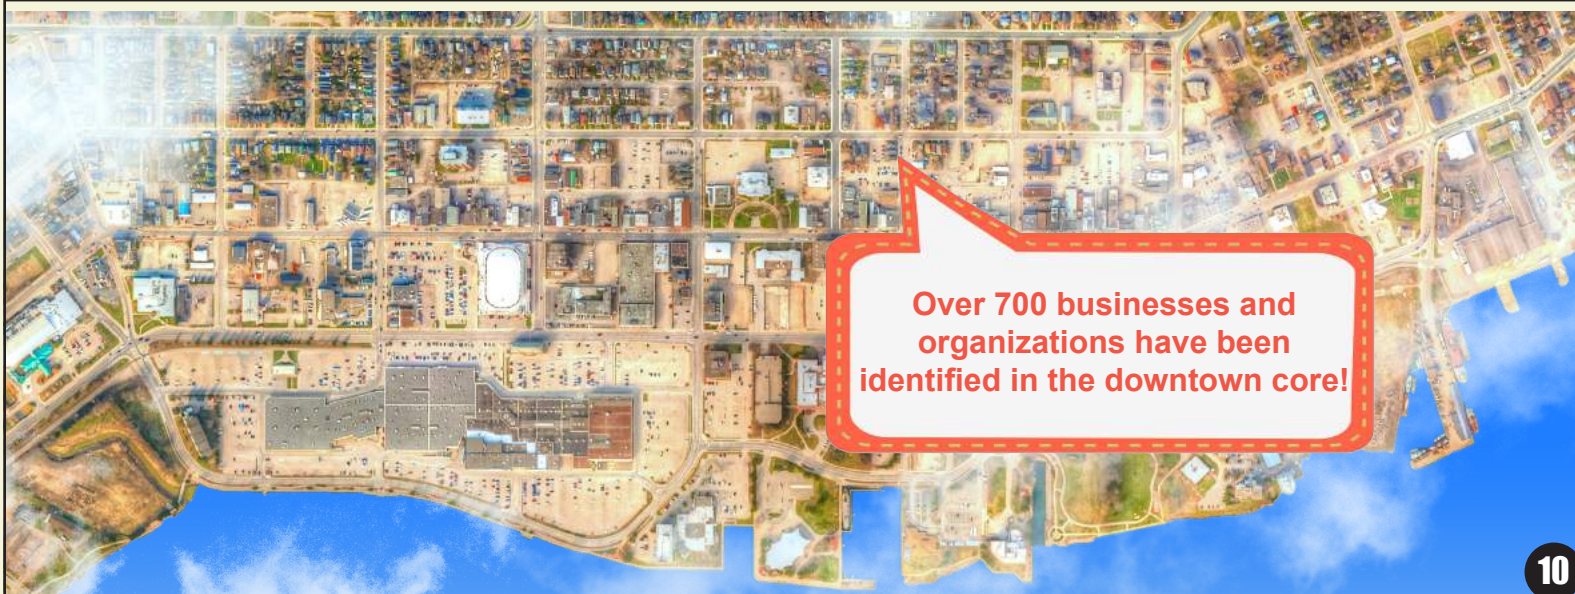 Over 700 businesses and
organizations have been
identified in the downtown core!
10